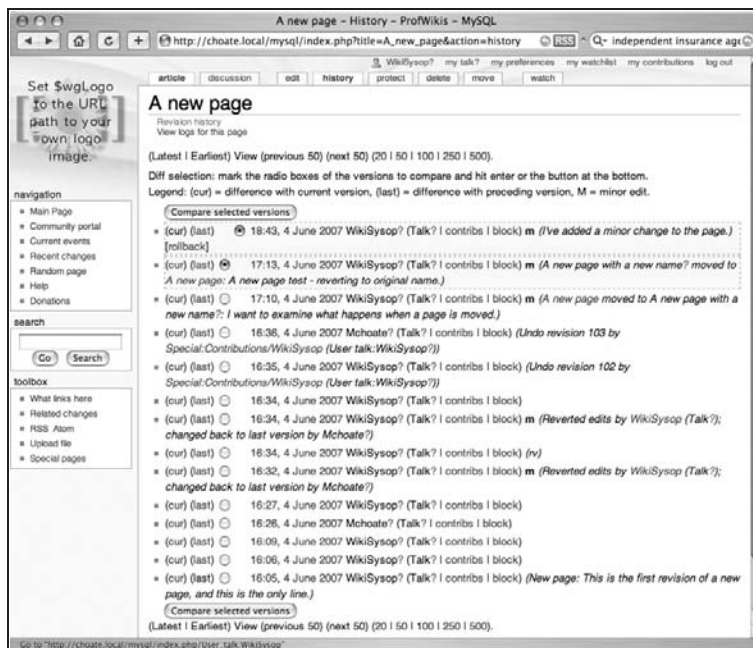 A new page – History – ProfWikis – MySQL
http://choate.local/mysql/index.php?title=A_new_page&action=history
RSS
independent insurance age
WikiSysop? my talk? my preferences my watchlist my contributions log out
article discussion edit history protect delete move watch
Set $wgLogo
to the URL
path to your
own logo
image.
navigation
Main Page
Community portal
Current events
Recent changes
Random page
Help
Donations
search
Go Search
toolbox
What links here
Related changes
RSS Atom
Upload file
Special pages
A new page
Revision history
View logs for this page
(Latest | Earliest) View (previous 50) (next 50) (20 | 50 | 100 | 250 | 500).
Diff selection: mark the radio boxes of the versions to compare and hit enter or the button at the bottom.
Legend: (cur) = difference with current version, (last) = difference with preceding version, M = minor edit.
Compare selected versions
(cur) (last) 18:43, 4 June 2007 WikiSysop? (Talk? | contribs | block) m (I've added a minor change to the page.)
[rollback]
(cur) (last) 17:13, 4 June 2007 WikiSysop? (Talk? | contribs | block) m (A new page with a new name? moved to
A new page: A new page test - reverting to original name.)
(cur) (last) 17:10, 4 June 2007 WikiSysop? (Talk? | contribs | block) m (A new page moved to A new page with a
new name?: I want to examine what happens when a page is moved.)
(cur) (last) 16:36, 4 June 2007 Mchoate? (Talk? | contribs | block) (Undo revision 103 by
Special:Contributions/WikiSysop (User talk:WikiSysop?))
(cur) (last) 16:35, 4 June 2007 WikiSysop? (Talk? | contribs | block) (Undo revision 102 by
Special:Contributions/WikiSysop (User talk:WikiSysop?))
(cur) (last) 16:34, 4 June 2007 WikiSysop? (Talk? | contribs | block)
(cur) (last) 16:34, 4 June 2007 WikiSysop? (Talk? | contribs | block) m (Reverted edits by WikiSysop (Talk?);
changed back to last version by Mchoate?)
(cur) (last) 16:34, 4 June 2007 WikiSysop? (Talk? | contribs | block) (rv)
(cur) (last) 16:32, 4 June 2007 WikiSysop? (Talk? | contribs | block) m (Reverted edits by WikiSysop (Talk?);
changed back to last version by Mchoate?)
(cur) (last) 16:27, 4 June 2007 WikiSysop? (Talk? | contribs | block)
(cur) (last) 16:26, 4 June 2007 Mchoate? (Talk? | contribs | block)
(cur) (last) 16:09, 4 June 2007 WikiSysop? (Talk? | contribs | block)
(cur) (last) 16:06, 4 June 2007 WikiSysop? (Talk? | contribs | block)
(cur) (last) 16:05, 4 June 2007 WikiSysop? (Talk? | contribs | block) (New page: This is the first revision of a new
page, and this is the only line.)
Compare selected versions
(Latest | Earliest) View (previous 50) (next 50) (20 | 50 | 100 | 250 | 500).
Go to "http://choate.local/mysql/index.php/User_talk:WikiSysop"